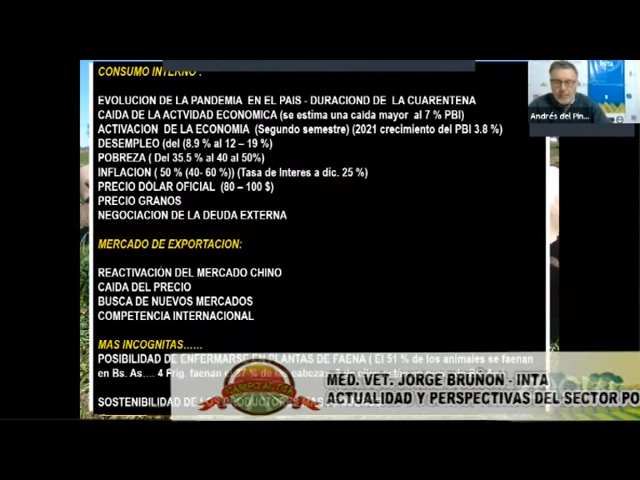 CONSUMO INTERNO :
EVOLUCION DE LA PANDEMIA EN EL PAIS - DURACIOND DE LA CUARENTENA
CAIDA DE LA ACTVIDAD ECONOMICA (se estima una caida mayor al 7 % PBI)
ACTIVACION DE LA ECONOMIA (Segundo semestre) (2021 crecimiento del PBI 3.8 %)
DESEMPLEO (del (8.9 % al 12 – 19 %)
POBREZA ( Del 35.5 % al 40 al 50%)
INFLACION ( 50 % (40- 60 %)) (Tasa de Interes a dic. 25 %)
PRECIO DÓLAR OFICIAL (80 – 100 $)
PRECIO GRANOS
NEGOCIACION DE LA DEUDA EXTERNA
MERCADO DE EXPORTACION:
REACTIVACIÓN DEL MERCADO CHINO
CAIDA DEL PRECIO
BUSCA DE NUEVOS MERCADOS
COMPETENCIA INTERNACIONAL
MAS INCOGNITAS......
POSIBILIDAD DE ENFERMARSE EN PLANTAS DE FAENA ( El 51 % de los animales se faenan
en Bs. As.... 4 Frig. faenan el
SOSTENIBILIDAD DE LOS PRODUCTORES
INTA
Andrés del Pin...
MED. VET. JORGE BRUNON - INTA
ACTUALIDAD Y PERSPECTIVAS DEL SECTOR PO